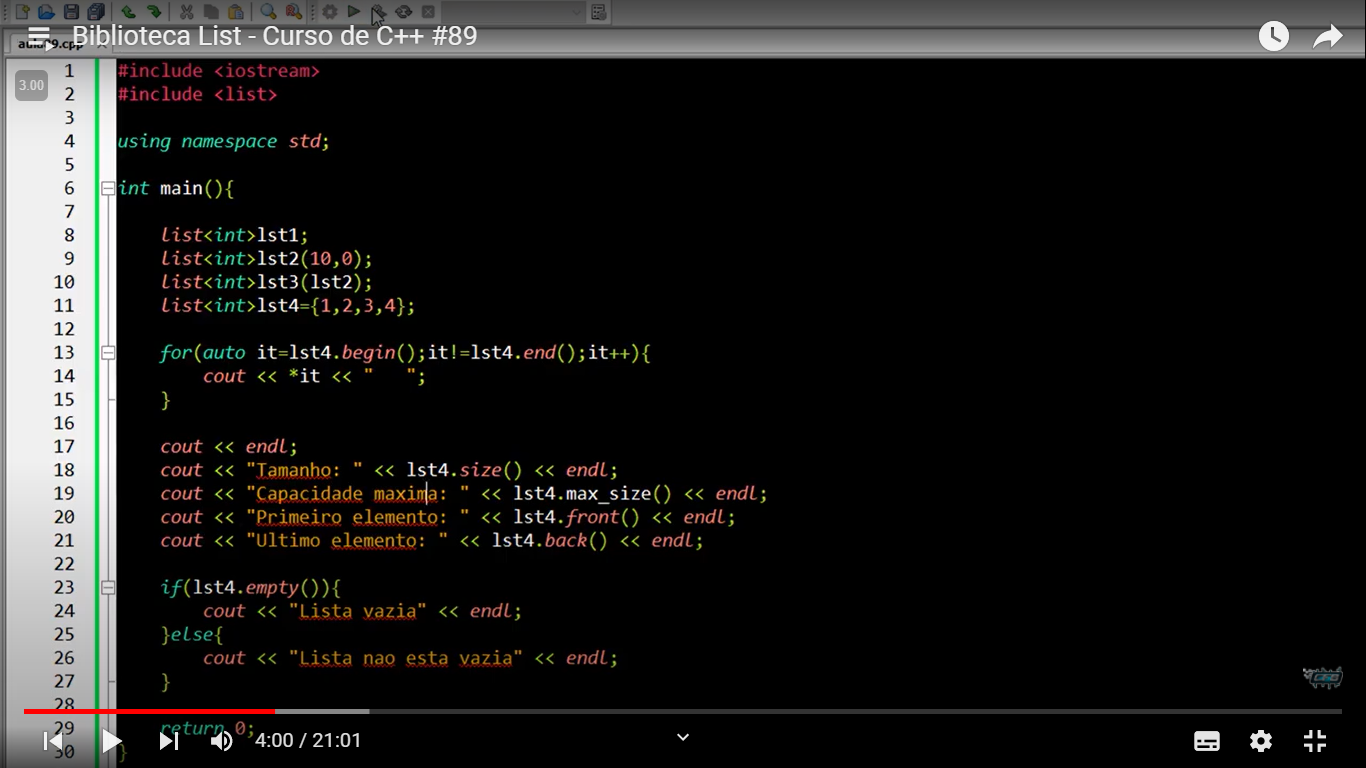 Biblioteca List - Curso de C++ #89
3.00
1 #include <iostream>
2 #include <list>
3
4 using namespace std;
5
6 int main(){
7
8 list<int>lst1;
9 list<int>lst2(10,0);
10 list<int>lst3(lst2);
11 list<int>lst4={1,2,3,4};
12
13 for(auto it=lst4.begin();it!=lst4.end();it++){
14 cout << *it << "   ";
15 }
16
17 cout << endl;
18 cout << "Tamanho: " << lst4.size() << endl;
19 cout << "Capacidade maxima: " << lst4.max_size() << endl;
20 cout << "Primeiro elemento: " << lst4.front() << endl;
21 cout << "Ultimo elemento: " << lst4.back() << endl;
22
23 if(lst4.empty()){
24 cout << "Lista vazia" << endl;
25 }else{
26 cout << "Lista nao esta vazia" << endl;
27 }
28
29 return 0;
30 }
4:00 / 21:01